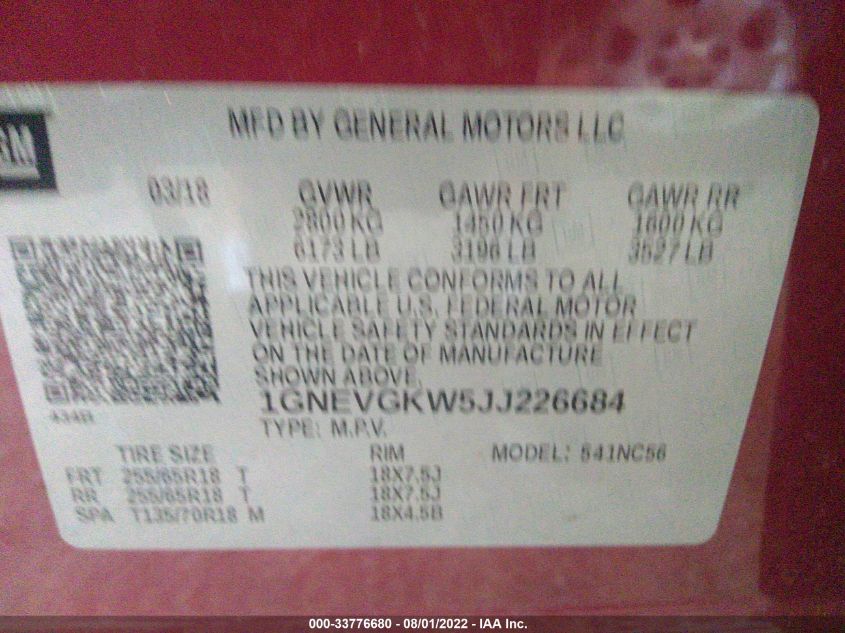 GM
MFD BY GENERAL MOTORS LLC
03/18 GVWR GAWR FRT GAWR RR
2800 KG 1450 KG 1600 KG
6173 LB 3196 LB 3527 LB
THIS VEHICLE CONFORMS TO ALL
APPLICABLE U.S. FEDERAL MOTOR
VEHICLE SAFETY STANDARDS IN EFFECT
ON THE DATE OF MANUFACTURE
SHOWN ABOVE.
1GNEVGKW5JJ226684
TYPE: M.P.V.
TIRE SIZE RIM MODEL: 541NC56
FRT 255/65R18 T 18X7.5J
RR 255/65R18 T 18X7.5J
SPA T135/70R18 M 18X4.5B
000-33776680 - 08/01/2022 - IAA Inc.